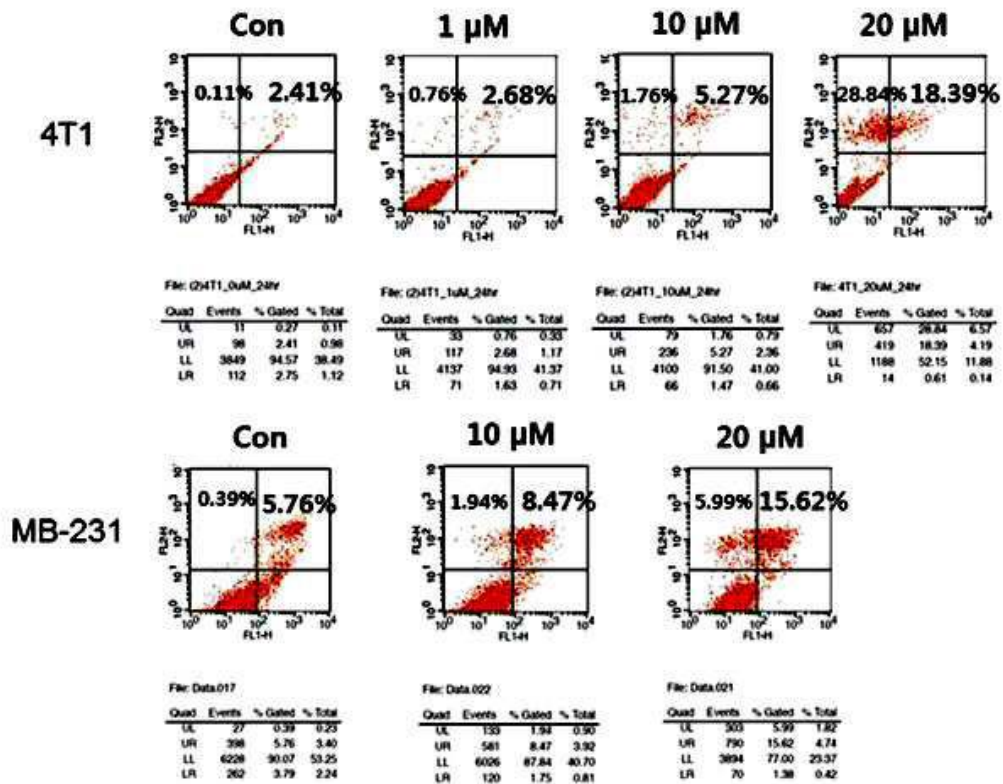 Con 1 µM 10 µM 20 µM
4T1
0.11% 2.41%
0.76% 2.68%
1.76% 5.27%
28.84% 18.39%
FL2-H
FL1-H
10⁰ 10¹ 10² 10³ 10⁴
File: (2)4T1_0uM_24hr
Quad Events % Gated % Total
UL 11 0.27 0.11
UR 98 2.41 0.98
LL 3849 94.57 38.49
LR 112 2.75 1.12
File: (2)4T1_1uM_24hr
Quad Events % Gated % Total
UL 33 0.76 0.33
UR 117 2.68 1.17
LL 4137 94.93 41.37
LR 71 1.63 0.71
File: (2)4T1_10uM_24hr
Quad Events % Gated % Total
UL 79 1.76 0.79
UR 236 5.27 2.36
LL 4100 91.50 41.00
LR 66 1.47 0.66
File: 4T1_20uM_24hr
Quad Events % Gated % Total
UL 657 28.84 6.57
UR 419 18.39 4.19
LL 1188 52.15 11.88
LR 14 0.61 0.14
Con 10 µM 20 µM
MB-231
0.39% 5.76%
1.94% 8.47%
5.99% 15.62%
FL2-H
FL1-H
10⁰ 10¹ 10² 10³ 10⁴
File: Data.017
Quad Events % Gated % Total
UL 27 0.39 0.23
UR 398 5.76 3.40
LL 6228 90.07 53.25
LR 262 3.79 2.24
File: Data.022
Quad Events % Gated % Total
UL 133 1.94 0.90
UR 581 8.47 3.92
LL 6026 87.84 40.70
LR 120 1.75 0.81
File: Data.021
Quad Events % Gated % Total
UL 303 5.99 1.82
UR 790 15.62 4.74
LL 3894 77.00 23.37
LR 70 1.38 0.42